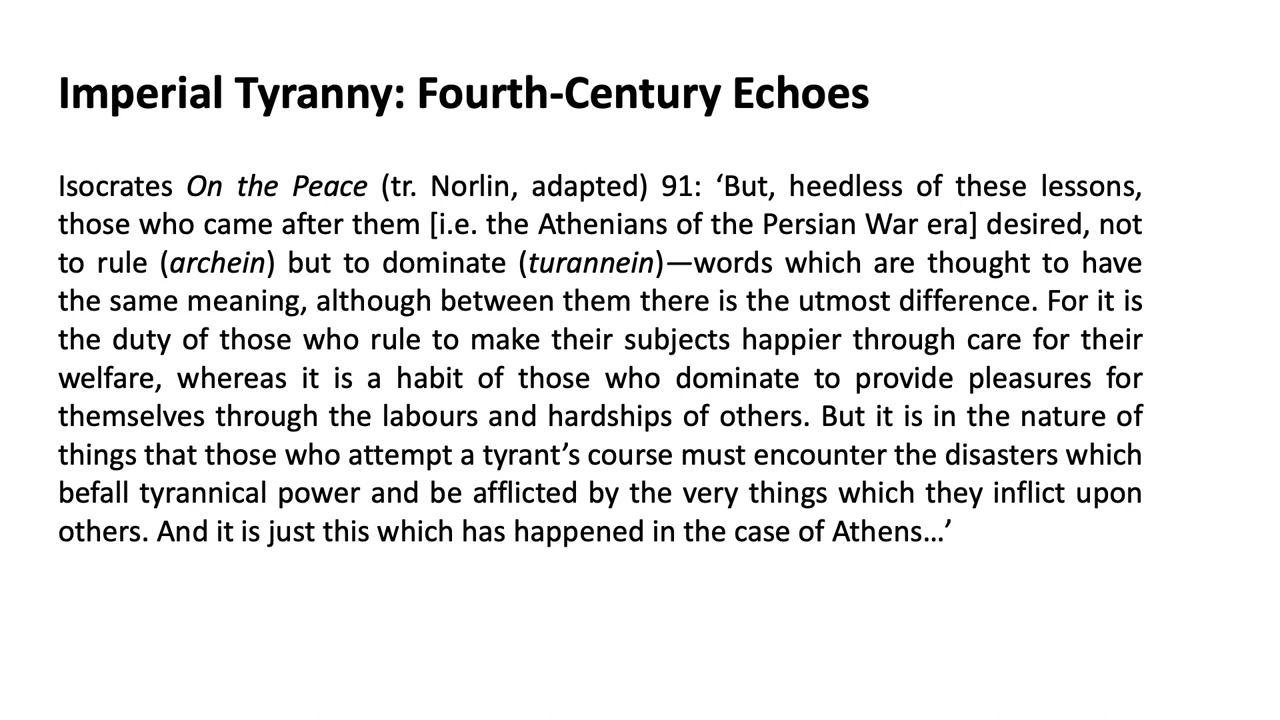 Imperial Tyranny: Fourth-Century Echoes
Isocrates On the Peace (tr. Norlin, adapted) 91: ‘But, heedless of these lessons,
those who came after them [i.e. the Athenians of the Persian War era] desired, not
to rule (archein) but to dominate (turannein)—words which are thought to have
the same meaning, although between them there is the utmost difference. For it is
the duty of those who rule to make their subjects happier through care for their
welfare, whereas it is a habit of those who dominate to provide pleasures for
themselves through the labours and hardships of others. But it is in the nature of
things that those who attempt a tyrant’s course must encounter the disasters which
befall tyrannical power and be afflicted by the very things which they inflict upon
others. And it is just this which has happened in the case of Athens…’